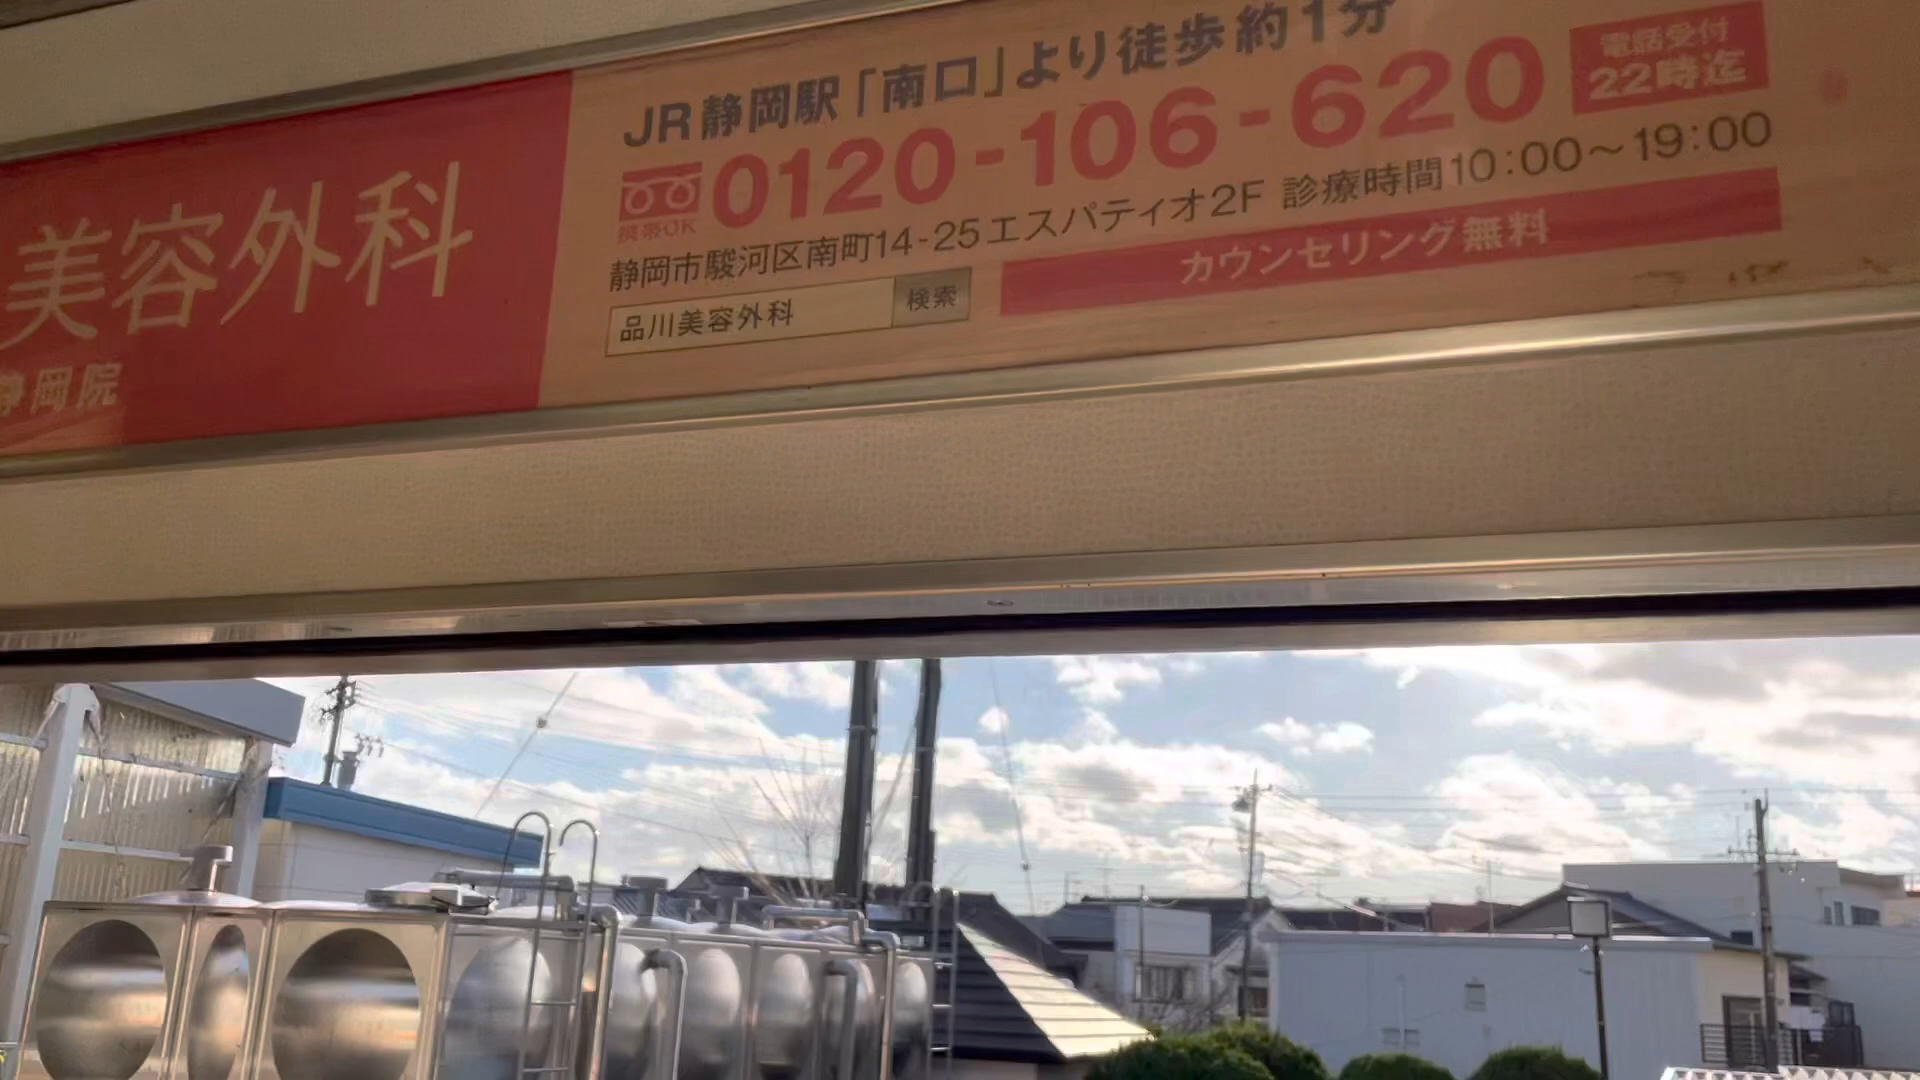 美容外科
静岡院
JR静岡駅「南口」より徒歩約1分
携帯OK
0120-106-620
電話受付
22時迄
静岡市駿河区南町14-25エスパティオ2F 診療時間10:00～19:00
品川美容外科 検索
カウンセリング無料